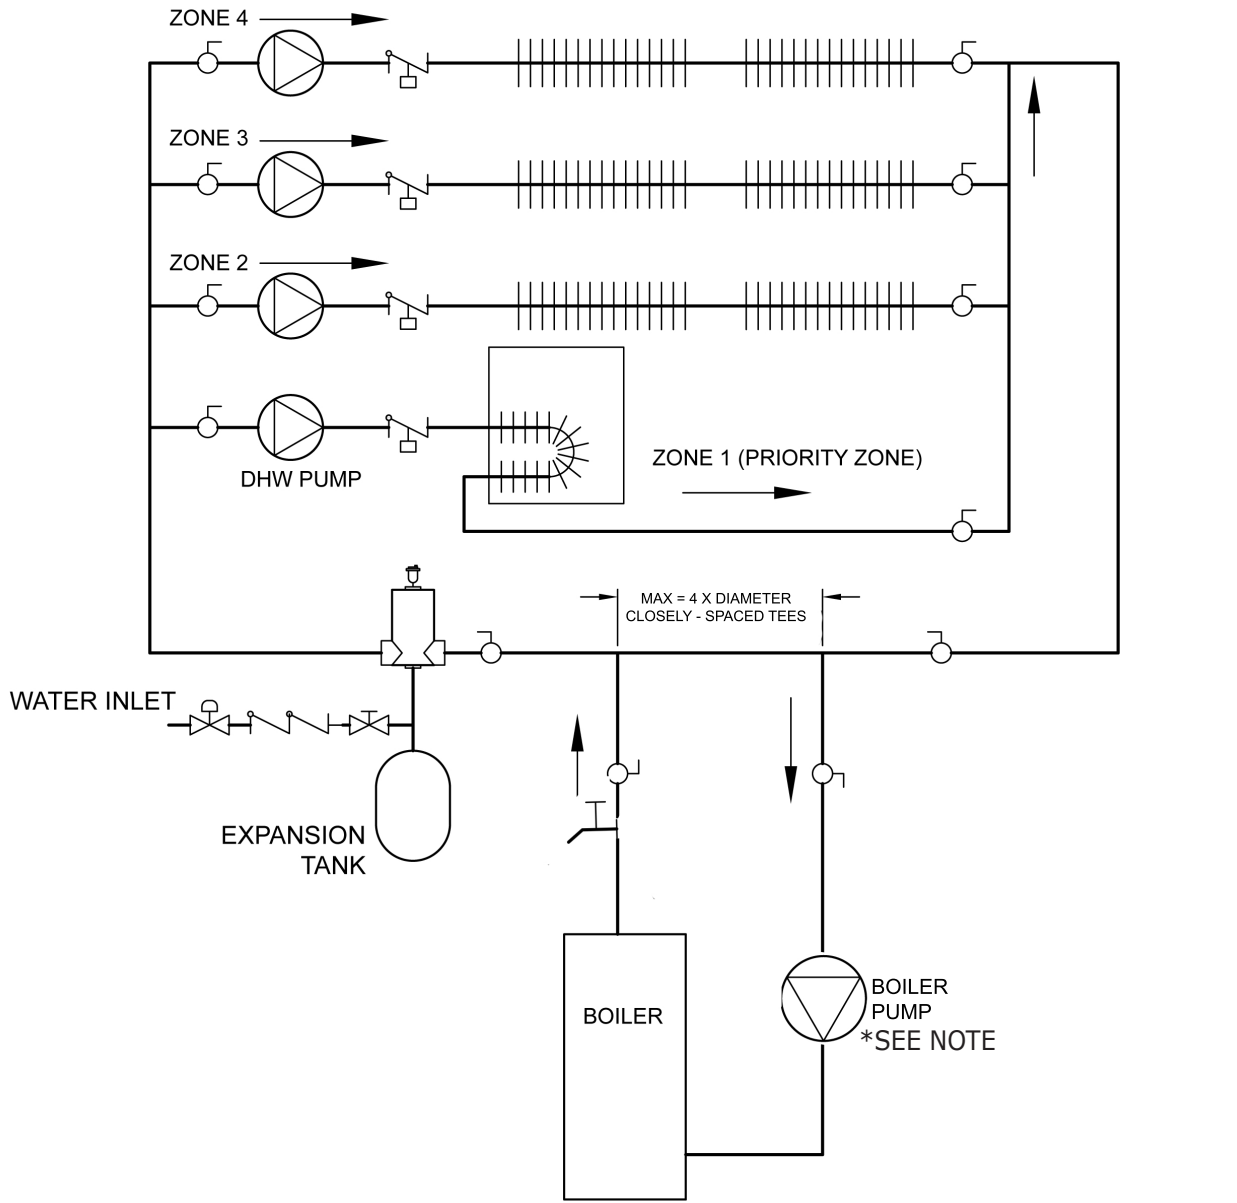 ZONE 4
ZONE 3
ZONE 2
DHW PUMP
ZONE 1 (PRIORITY ZONE)
MAX = 4 X DIAMETER
CLOSELY - SPACED TEES
WATER INLET
EXPANSION
TANK
BOILER
BOILER
PUMP
*SEE NOTE